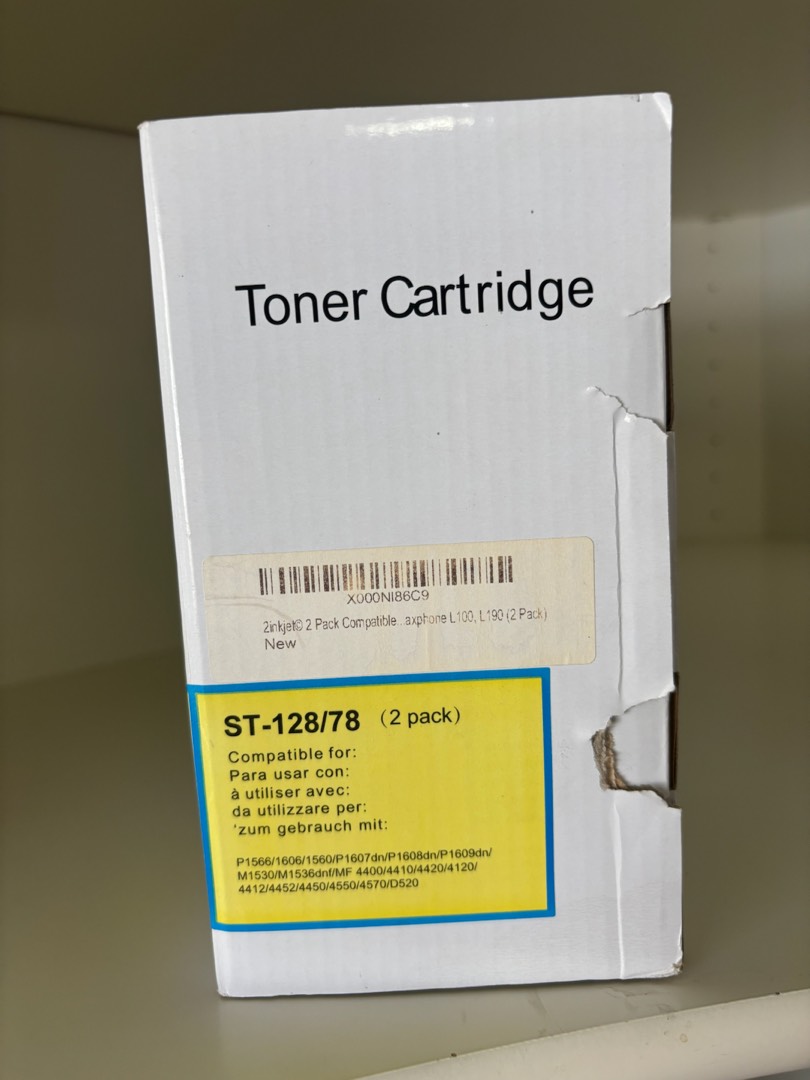 Toner Cartridge
X000NI86C9
2inkjet© 2 Pack Compatible...axphone L100, L190 (2 Pack)
New
ST-128/78 (2 pack)
Compatible for:
Para usar con:
à utiliser avec:
da utilizzare per:
'zum gebrauch mit:
P1566/1606/1560/P1607dn/P1608dn/P1609dn/
M1530/M1536dnf/MF 4400/4410/4420/4120/
4412/4452/4450/4550/4570/D520